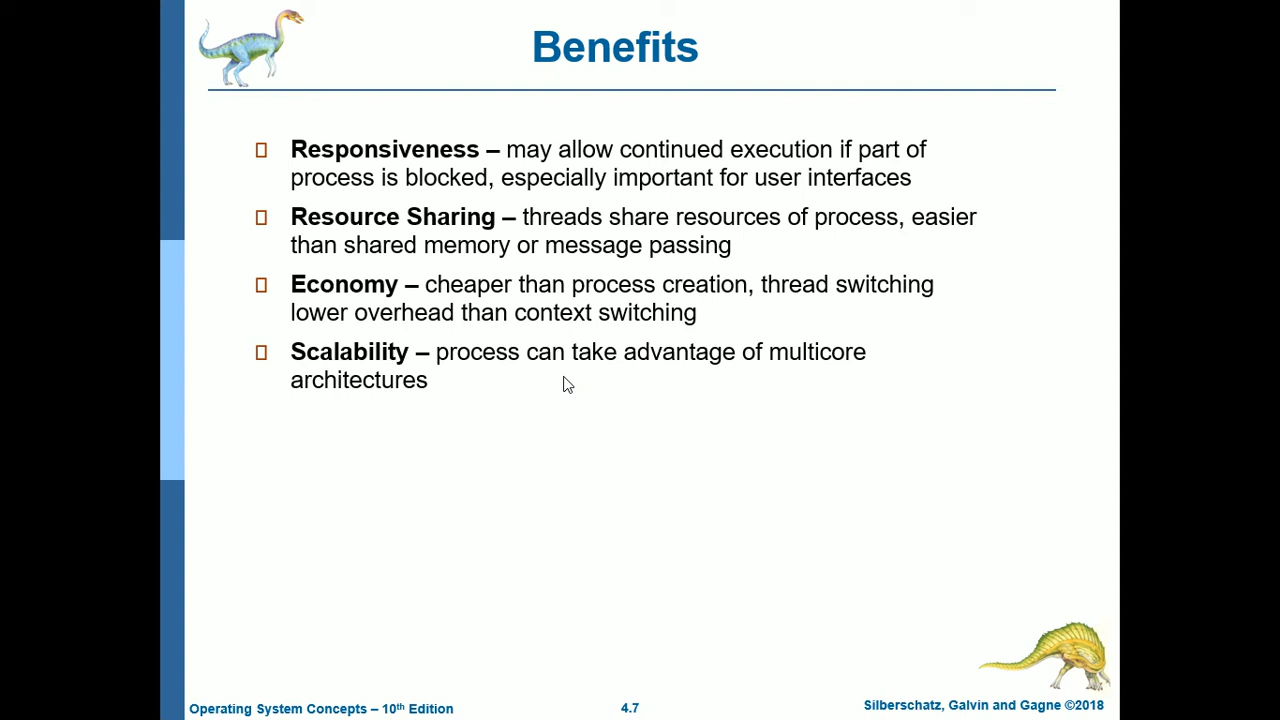 Benefits
Responsiveness – may allow continued execution if part of
process is blocked, especially important for user interfaces
Resource Sharing – threads share resources of process, easier
than shared memory or message passing
Economy – cheaper than process creation, thread switching
lower overhead than context switching
Scalability – process can take advantage of multicore
architectures
Operating System Concepts – 10th Edition
4.7
Silberschatz, Galvin and Gagne ©2018